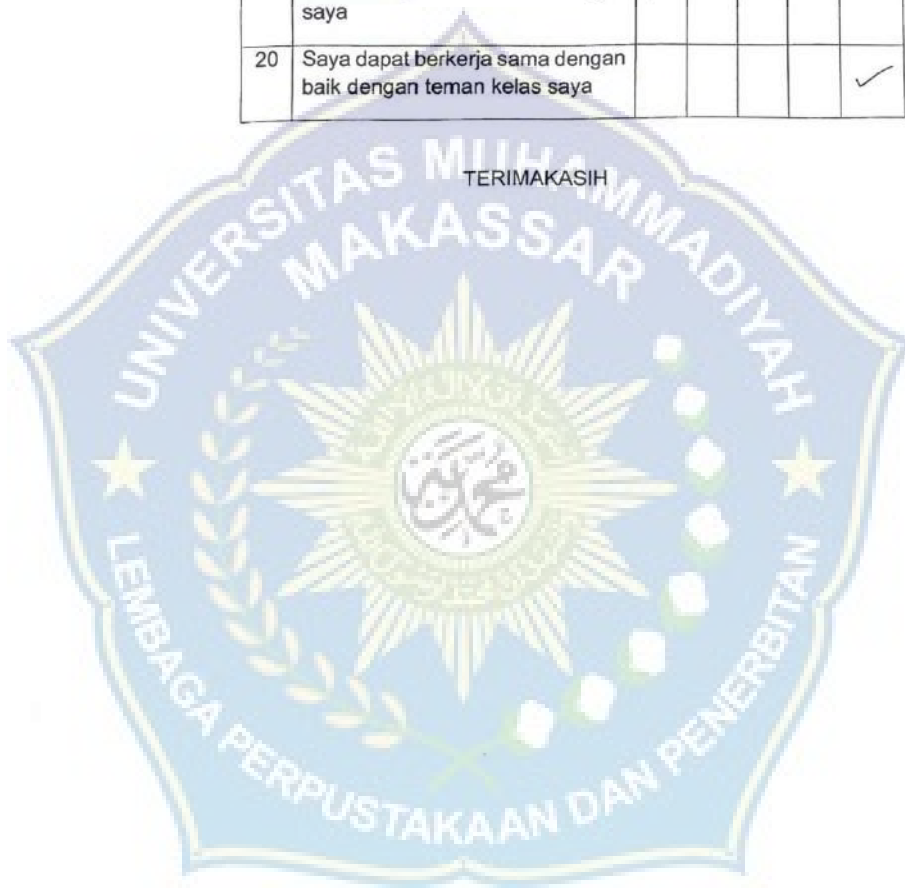 saya
20 Saya dapat berkerja sama dengan
baik dengan teman kelas saya
TERIMAKASIH
UNIVERSITAS MUHAMMADIYAH
MAKASSAR
LEMBAGA PERPUSTAKAAN DAN PENERBITAN